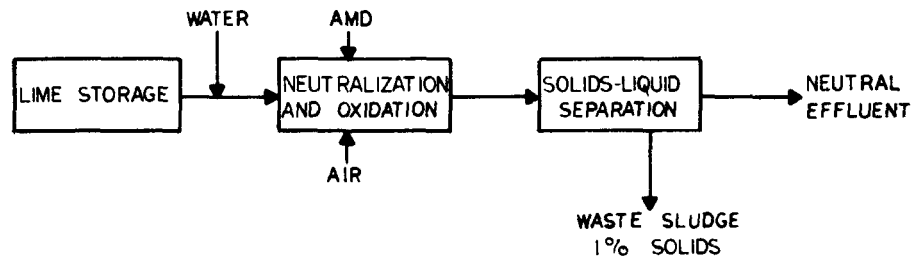 WATER
AMD
LIME STORAGE
NEUTRALIZATION
AND OXIDATION
SOLIDS-LIQUID
SEPARATION
NEUTRAL
EFFLUENT
AIR
WASTE SLUDGE
1% SOLIDS